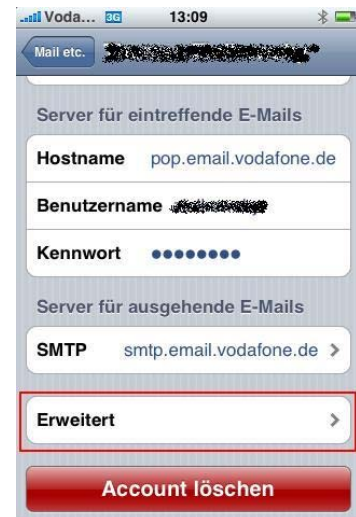 Voda... 3G 13:09
Mail etc.
Server für eintreffende E-Mails
Hostname pop.email.vodafone.de
Benutzername
Kennwort ●●●●●●●●
Server für ausgehende E-Mails
SMTP smtp.email.vodafone.de >
Erweitert >
Account löschen